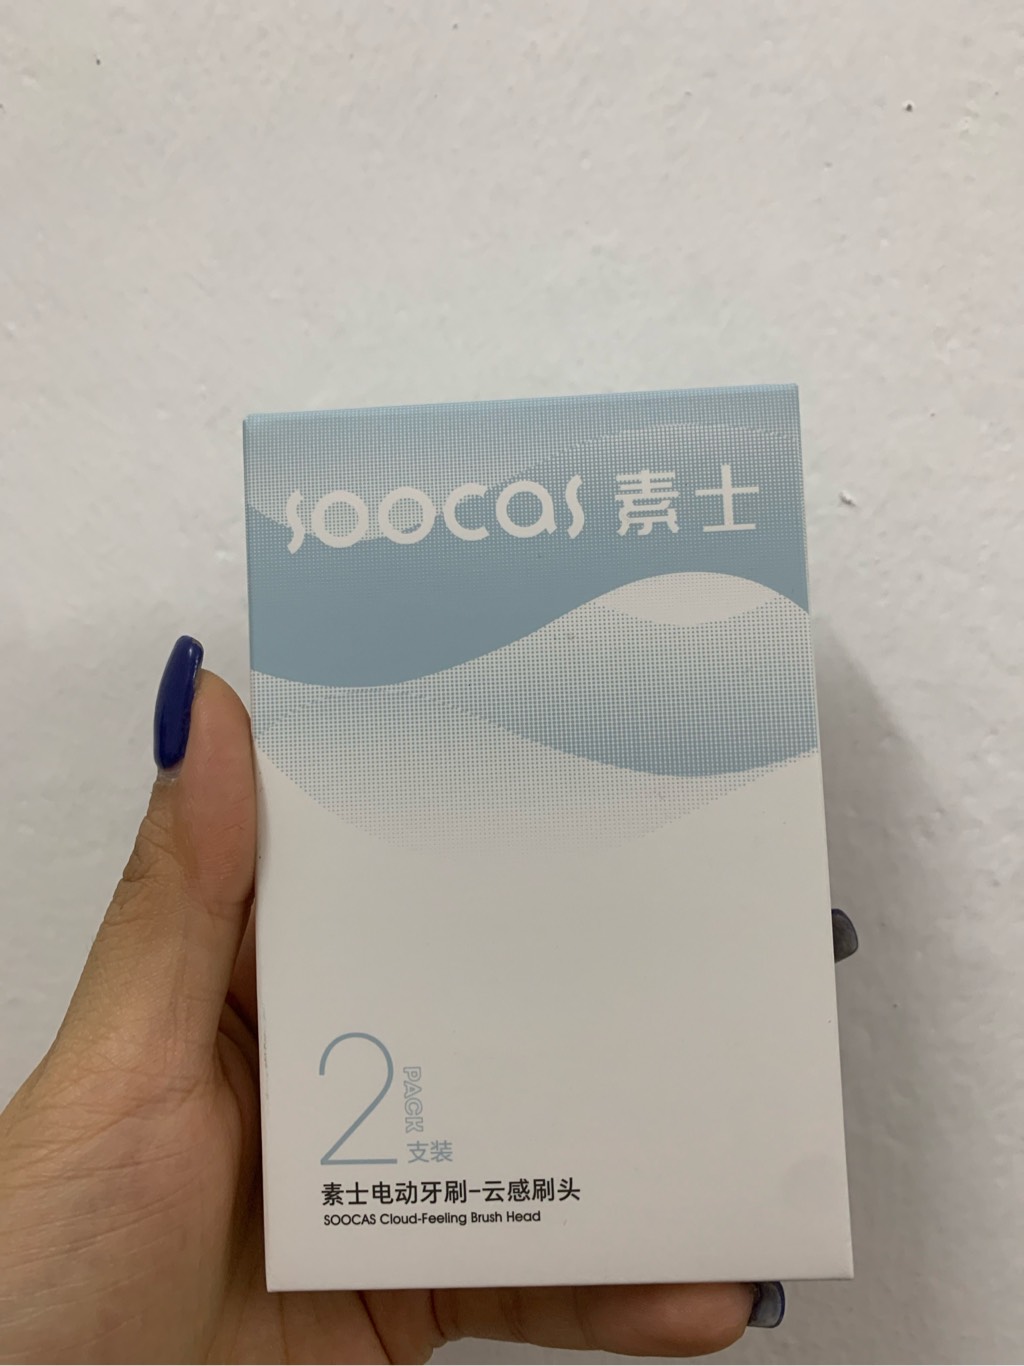 soocas 素士
2 PACK
支装
素士电动牙刷-云感刷头
SOOCAS Cloud-Feeling Brush Head